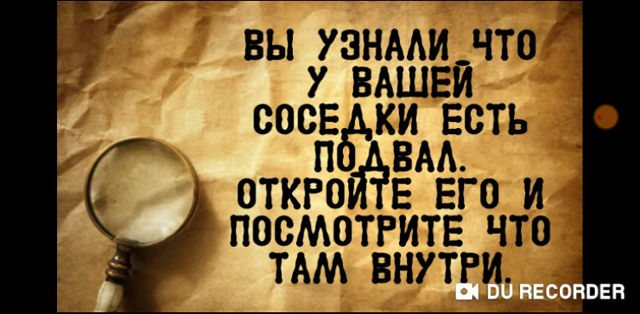 ВЫ УЗНАЛИ ЧТО
У ВАШЕЙ
СОСЕДКИ ЕСТЬ
ПОДВАЛ.
ОТКРОЙТЕ ЕГО И
ПОСМОТРИТЕ ЧТО
ТАМ ВНУТРИ.
DU RECORDER